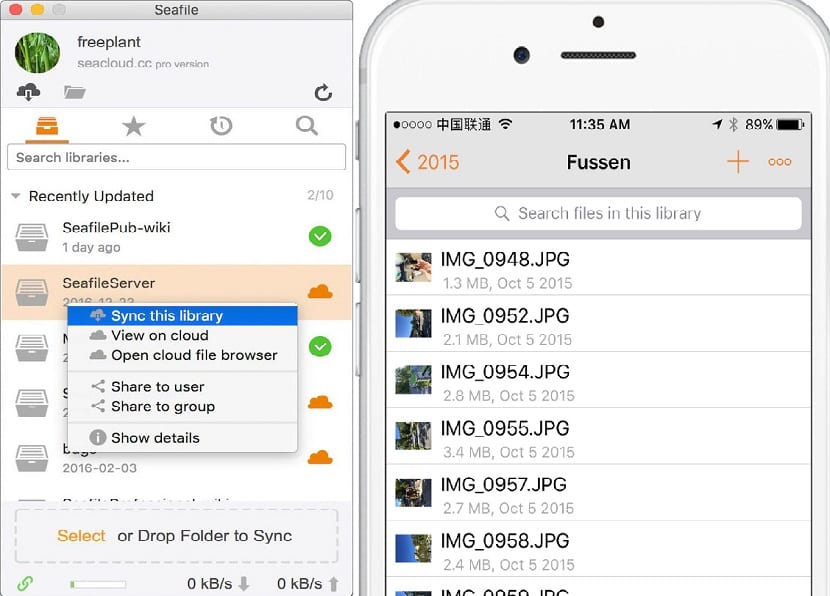 Seafile
freeplant
seacloud.cc pro version
Search libraries...
Recently Updated 2/10
SeafilePub-wiki
1 day ago
SeafileServer
2016-12-23
Sync this library
View on cloud
Open cloud file browser
Share to user
Share to group
Show details
bugs
2016-02-03
Select or Drop Folder to Sync
0 kB/s 0 kB/s
中国联通 11:35 AM 89%
2015 Fussen
Search files in this library
IMG_0948.JPG
1.3 MB, Oct 5 2015
IMG_0952.JPG
2.1 MB, Oct 5 2015
IMG_0954.JPG
2.8 MB, Oct 5 2015
IMG_0955.JPG
3.4 MB, Oct 5 2015
IMG_0957.JPG
2.7 MB, Oct 5 2015
IMG_0958.JPG
2.4 MB, Oct 5 2015
IMG_0959.JPG